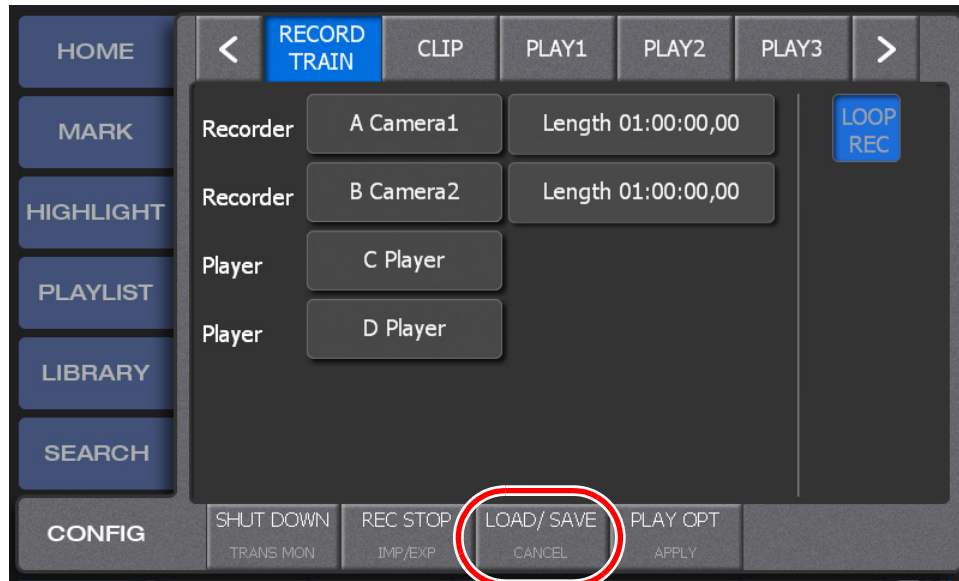 HOME
MARK
HIGHLIGHT
PLAYLIST
LIBRARY
SEARCH
CONFIG
<
RECORD
TRAIN
CLIP
PLAY1
PLAY2
PLAY3
>
Recorder
A Camera1
Length 01:00:00,00
LOOP
REC
Recorder
B Camera2
Length 01:00:00,00
Player
C Player
Player
D Player
SHUT DOWN
TRANS MON
REC STOP
IMP/EXP
LOAD/ SAVE
CANCEL
PLAY OPT
APPLY